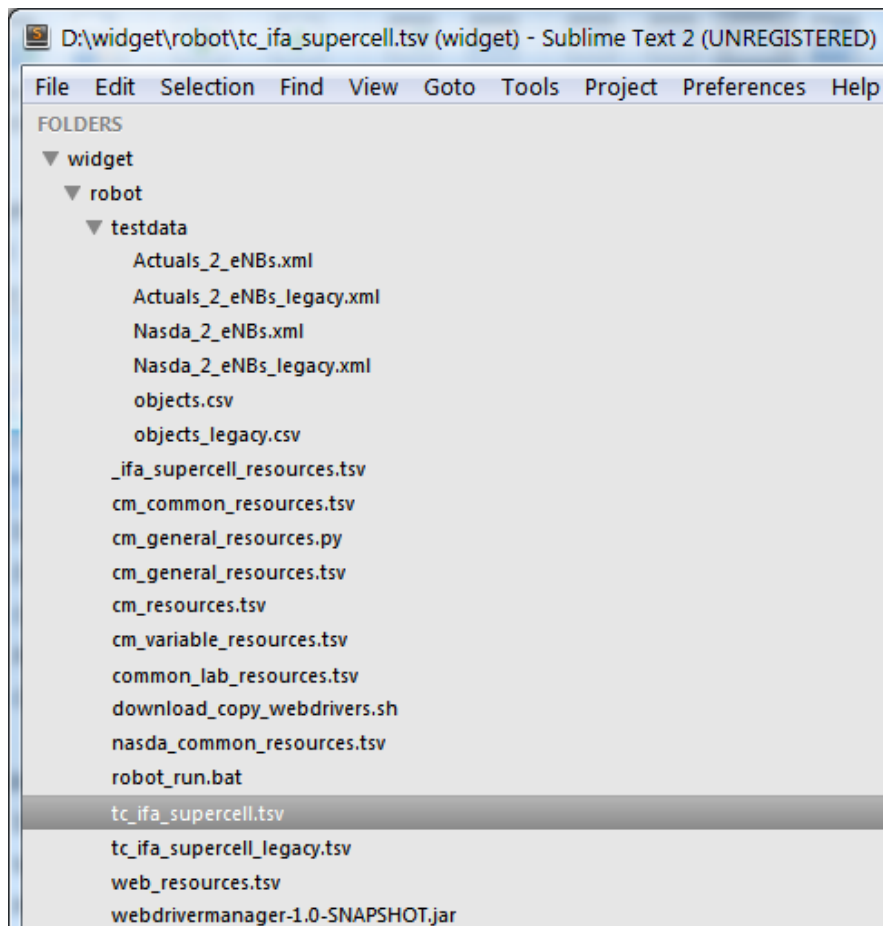 D:\widget\robot\tc_ifa_supercell.tsv (widget) - Sublime Text 2 (UNREGISTERED)
File Edit Selection Find View Goto Tools Project Preferences Help
FOLDERS
widget
robot
testdata
Actuals_2_eNBs.xml
Actuals_2_eNBs_legacy.xml
Nasda_2_eNBs.xml
Nasda_2_eNBs_legacy.xml
objects.csv
objects_legacy.csv
_ifa_supercell_resources.tsv
cm_common_resources.tsv
cm_general_resources.py
cm_general_resources.tsv
cm_resources.tsv
cm_variable_resources.tsv
common_lab_resources.tsv
download_copy_webdrivers.sh
nasda_common_resources.tsv
robot_run.bat
tc_ifa_supercell.tsv
tc_ifa_supercell_legacy.tsv
web_resources.tsv
webdrivermanager-1.0-SNAPSHOT.jar